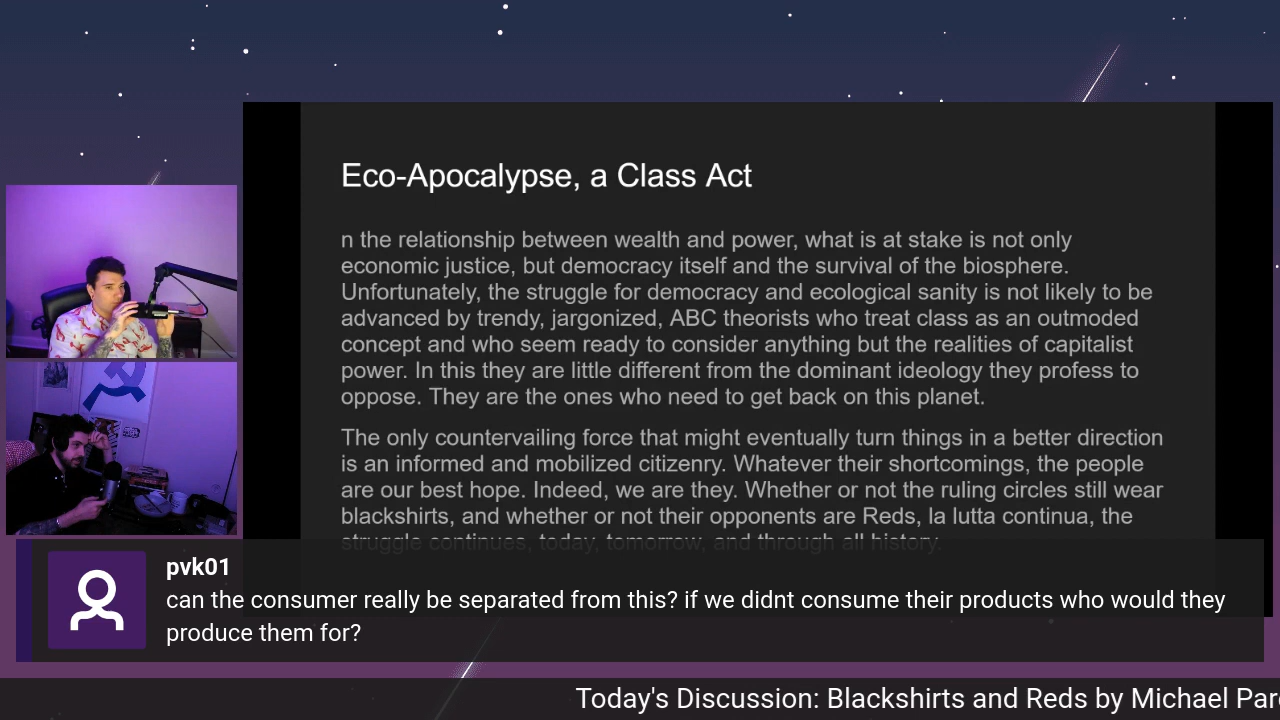 Eco-Apocalypse, a Class Act
n the relationship between wealth and power, what is at stake is not only
economic justice, but democracy itself and the survival of the biosphere.
Unfortunately, the struggle for democracy and ecological sanity is not likely to be
advanced by trendy, jargonized, ABC theorists who treat class as an outmoded
concept and who seem ready to consider anything but the realities of capitalist
power. In this they are little different from the dominant ideology they profess to
oppose. They are the ones who need to get back on this planet.
The only countervailing force that might eventually turn things in a better direction
is an informed and mobilized citizenry. Whatever their shortcomings, the people
are our best hope. Indeed, we are they. Whether or not the ruling circles still wear
blackshirts, and whether or not their opponents are Reds, la lutta continua, the
struggle continues, today, tomorrow, and through all history.
pvk01
can the consumer really be separated from this? if we didnt consume their products who would they
produce them for?
Today's Discussion: Blackshirts and Reds by Michael Par